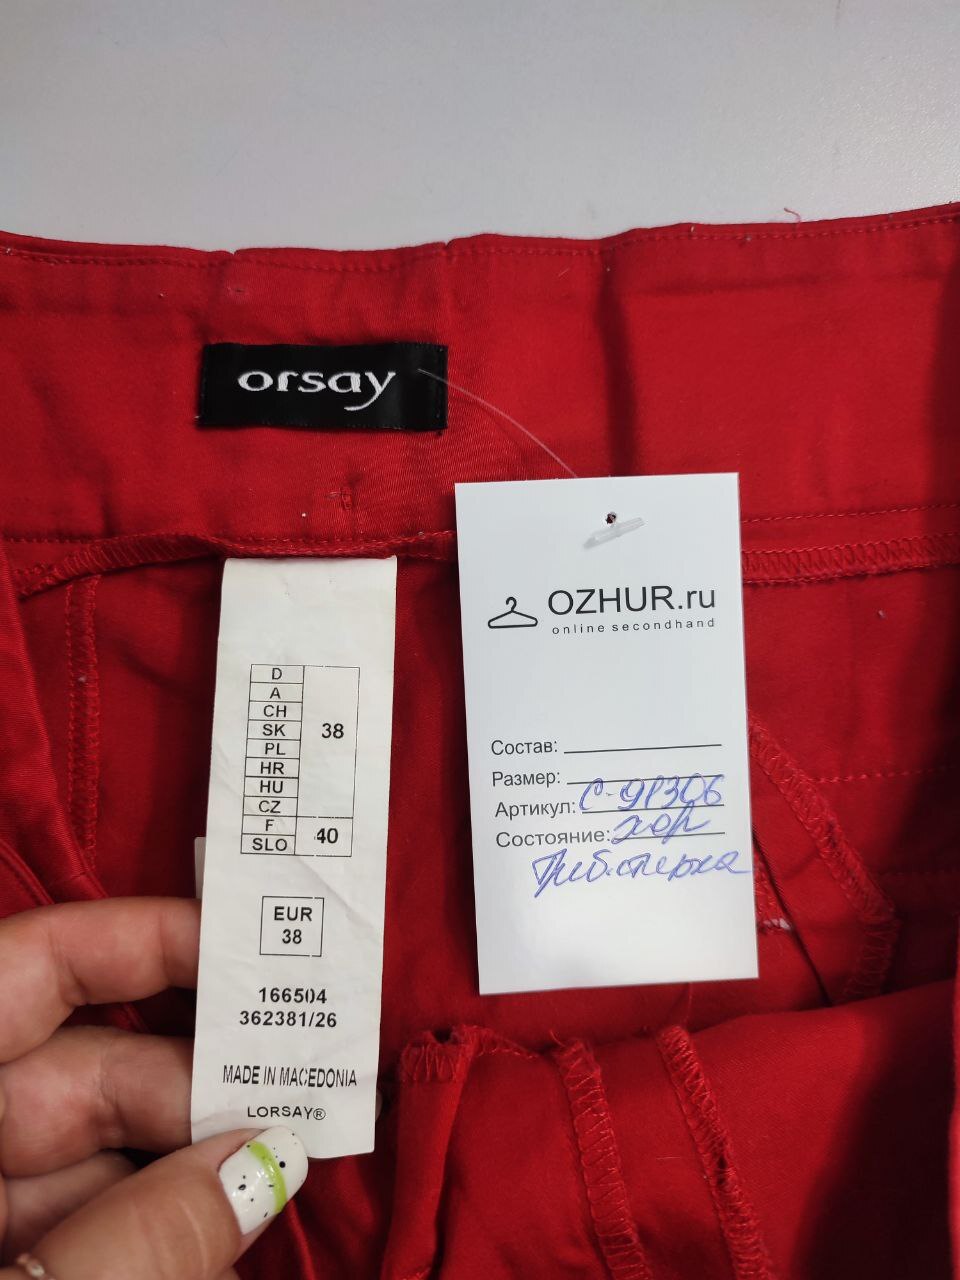 orsay
D
A
CH
SK
PL
HR
HU
CZ
38
F
SLO
40
EUR
38
166504
362381/26
MADE IN MACEDONIA
LORSAY®
OZHUR.ru
online secondhand
Состав:
Размер:
Артикул: С-91306
Состояние: хор